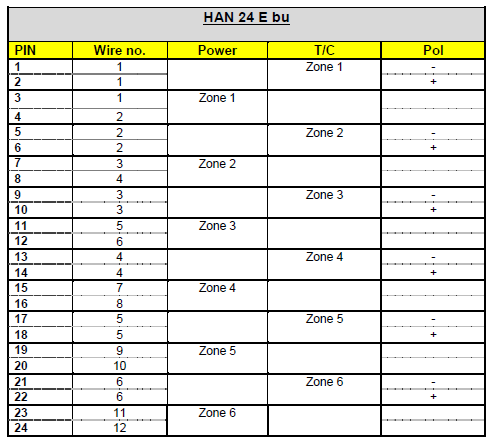 HAN 24 E bu
PIN Wire no. Power T/C Pol
1 1 Zone 1 -
2 1 +
3 1 Zone 1
4 2
5 2 Zone 2 -
6 2 +
7 3 Zone 2
8 4
9 3 Zone 3 -
10 3 +
11 5 Zone 3
12 6
13 4 Zone 4 -
14 4 +
15 7 Zone 4
16 8
17 5 Zone 5 -
18 5 +
19 9 Zone 5
20 10
21 6 Zone 6 -
22 6 +
23 11 Zone 6
24 12